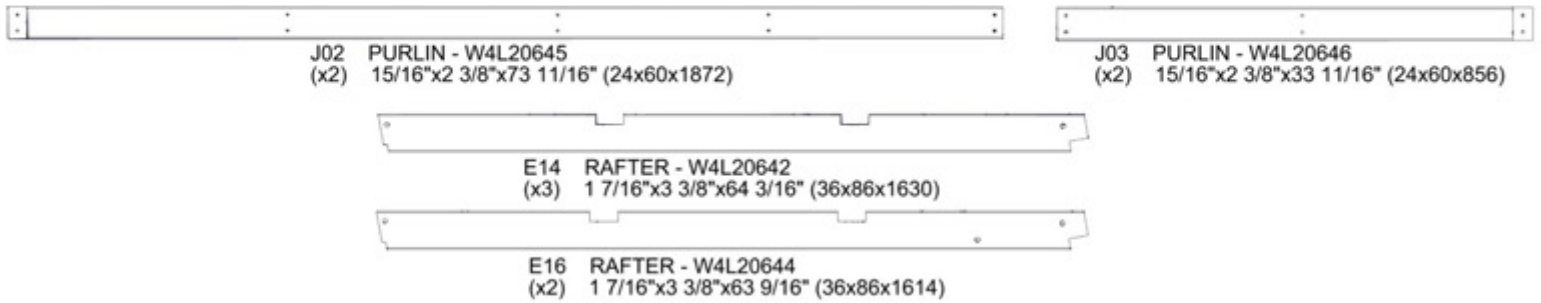 J02 PURLIN - W4L20645
(x2) 15/16"x2 3/8"x73 11/16" (24x60x1872)
J03 PURLIN - W4L20646
(x2) 15/16"x2 3/8"x33 11/16" (24x60x856)
E14 RAFTER - W4L20642
(x3) 1 7/16"x3 3/8"x64 3/16" (36x86x1630)
E16 RAFTER - W4L20644
(x2) 1 7/16"x3 3/8"x63 9/16" (36x86x1614)